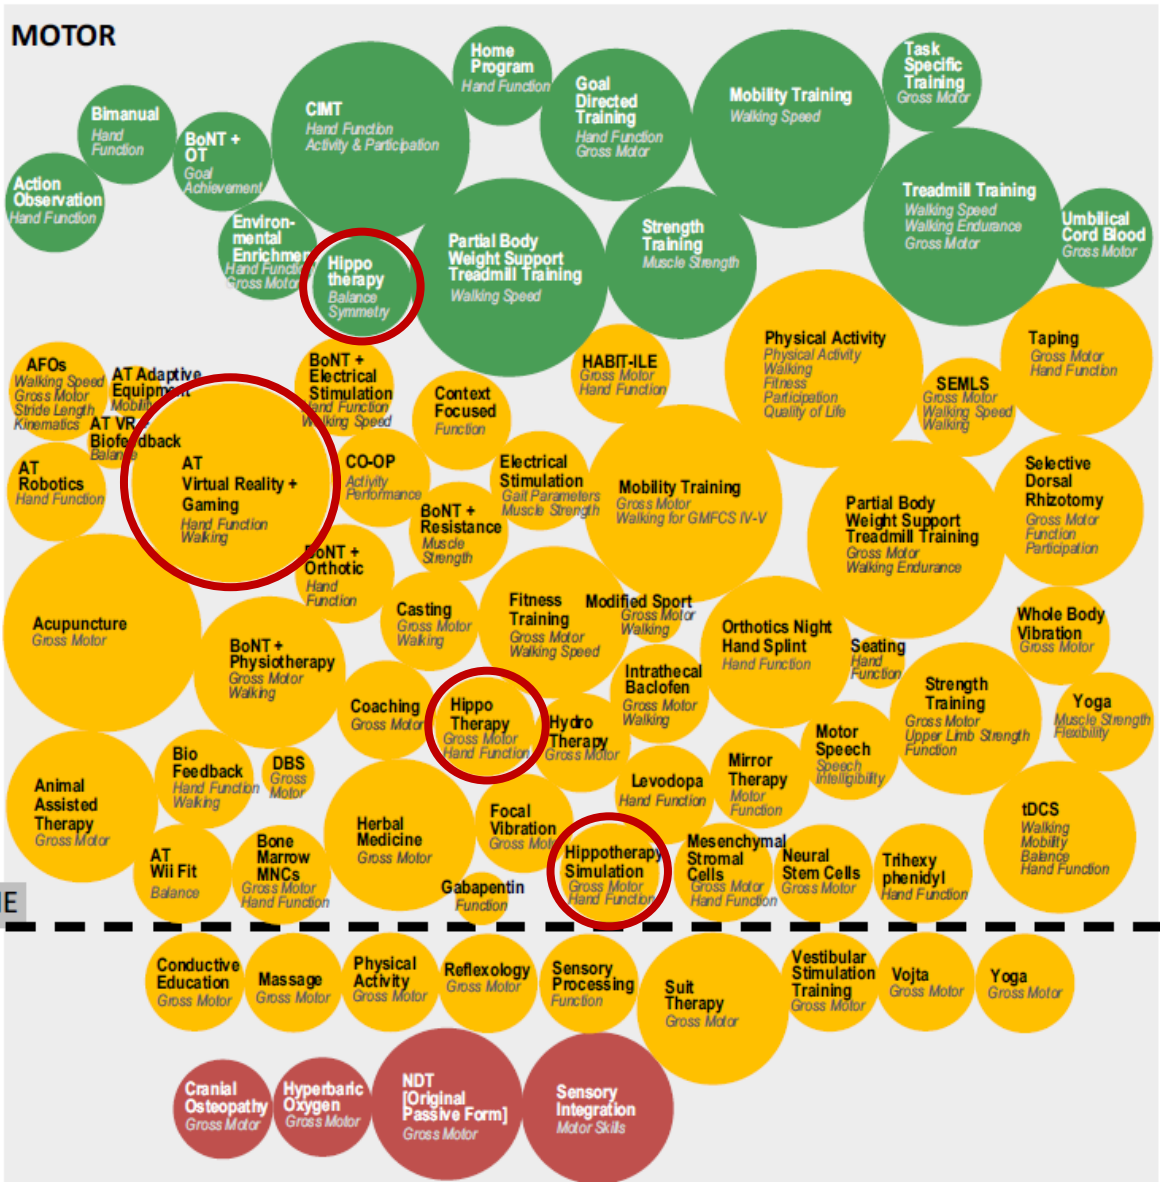 MOTOR
Home
Program
Hand Function
Task
Specific
Training
Gross Motor
CIMT
Hand Function
Activity & Participation
Goal
Directed
Training
Hand Function
Gross Motor
Mobility Training
Walking Speed
Bimanual
Hand
Function
BoNT +
OT
Goal
Achievement
Action
Observation
Hand Function
Environ-
mental
Enrichment
Hand Function
Gross Motor
Hippo
therapy
Balance
Symmetry
Partial Body
Weight Support
Treadmill Training
Walking Speed
Strength
Training
Muscle Strength
Treadmill Training
Walking Speed
Walking Endurance
Gross Motor
Umbilical
Cord Blood
Gross Motor
AFOs
Walking Speed
Gross Motor
Stride Length
Kinematics
AT Adaptive
Equipment
Mobility
AT VR +
Biofeedback
Balance
BoNT +
Electrical
Stimulation
Hand Function
Walking Speed
Context
Focused
Function
HABIT-ILE
Gross Motor
Hand Function
Physical Activity
Physical Activity
Walking
Fitness
Participation
Quality of Life
SEMLS
Gross Motor
Walking Speed
Walking
Taping
Gross Motor
Hand Function
AT
Robotics
Hand Function
AT
Virtual Reality +
Gaming
Hand Function
Walking
CO-OP
Activity
Performance
Electrical
Stimulation
Gait Parameters
Muscle Strength
BoNT +
Resistance
Muscle
Strength
Mobility Training
Gross Motor
Walking for GMFCS IV-V
Partial Body
Weight Support
Treadmill Training
Gross Motor
Walking Endurance
Selective
Dorsal
Rhizotomy
Gross Motor
Function
Participation
BoNT +
Orthotic
Hand
Function
Acupuncture
Gross Motor
BoNT +
Physiotherapy
Gross Motor
Walking
Casting
Gross Motor
Walking
Fitness
Training
Gross Motor
Walking Speed
Modified Sport
Gross Motor
Walking
Orthotics Night
Hand Splint
Hand Function
Seating
Hand
Function
Whole Body
Vibration
Gross Motor
Intrathecal
Baclofen
Gross Motor
Walking
Coaching
Gross Motor
Hippo
Therapy
Gross Motor
Hand Function
Hydro
Therapy
Gross Motor
Strength
Training
Gross Motor
Upper Limb Strength
Function
Yoga
Muscle Strength
Flexibility
Motor
Speech
Speech
Intelligibility
Bio
Feedback
Hand Function
Walking
DBS
Gross
Motor
Mirror
Therapy
Motor
Function
Levodopa
Hand Function
Animal
Assisted
Therapy
Gross Motor
Herbal
Medicine
Gross Motor
Focal
Vibration
Gross Motor
tDCS
Walking
Mobility
Balance
Hand Function
AT
Wii Fit
Balance
Bone
Marrow
MNCs
Gross Motor
Hand Function
Gabapentin
Function
Hippotherapy
Simulation
Gross Motor
Hand Function
Mesenchymal
Stromal
Cells
Gross Motor
Hand Function
Neural
Stem Cells
Gross Motor
Trihexy
phenidyl
Hand Function
Conductive
Education
Gross Motor
Massage
Gross Motor
Physical
Activity
Gross Motor
Reflexology
Gross Motor
Sensory
Processing
Function
Suit
Therapy
Gross Motor
Vestibular
Stimulation
Training
Gross Motor
Vojta
Gross Motor
Yoga
Gross Motor
Cranial
Osteopathy
Gross Motor
Hyperbaric
Oxygen
Gross Motor
NDT
[Original
Passive Form]
Gross Motor
Sensory
Integration
Motor Skills